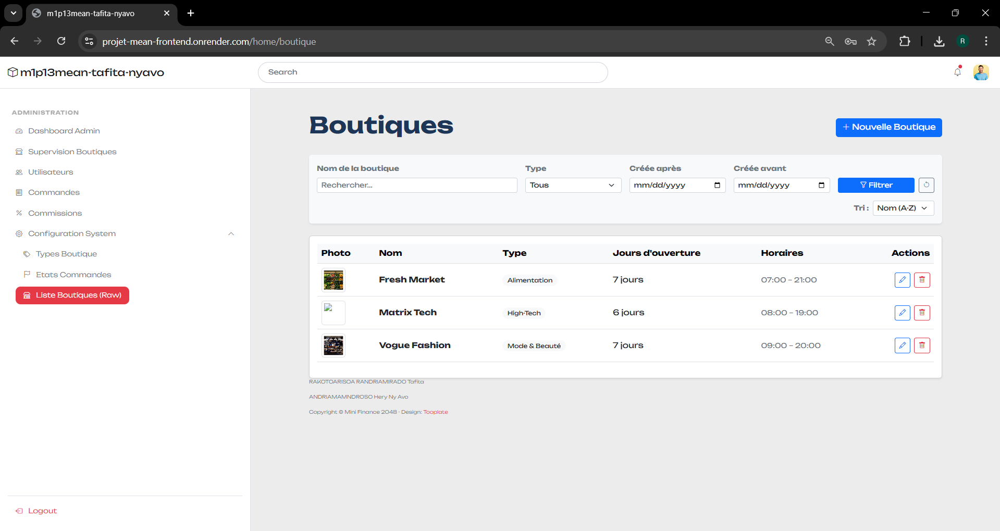 m1p13mean-tafita-nyavo
projet-mean-frontend.onrender.com/home/boutique
R
m1p13mean-tafita-nyavo
Search
ADMINISTRATION
Dashboard Admin
Supervision Boutiques
Utilisateurs
Commandes
Commissions
Configuration System
Types Boutique
Etats Commandes
Liste Boutiques (Raw)
Logout
Boutiques
+ Nouvelle Boutique
Nom de la boutique Type Créée après Créée avant
Rechercher... Tous mm/dd/yyyy mm/dd/yyyy Filtrer
Tri : Nom (A-Z)
Photo Nom Type Jours d'ouverture Horaires Actions
Fresh Market Alimentation 7 jours 07:00 – 21:00
Matrix Tech High-Tech 6 jours 08:00 – 19:00
Vogue Fashion Mode & Beauté 7 jours 09:00 – 20:00
RAKOTOARISOA RANDRIAMIRADO Tafita
ANDRIAMAMNDROSO Hery Ny Avo
Copyright © Mini Finance 2048 - Design: Tooplate